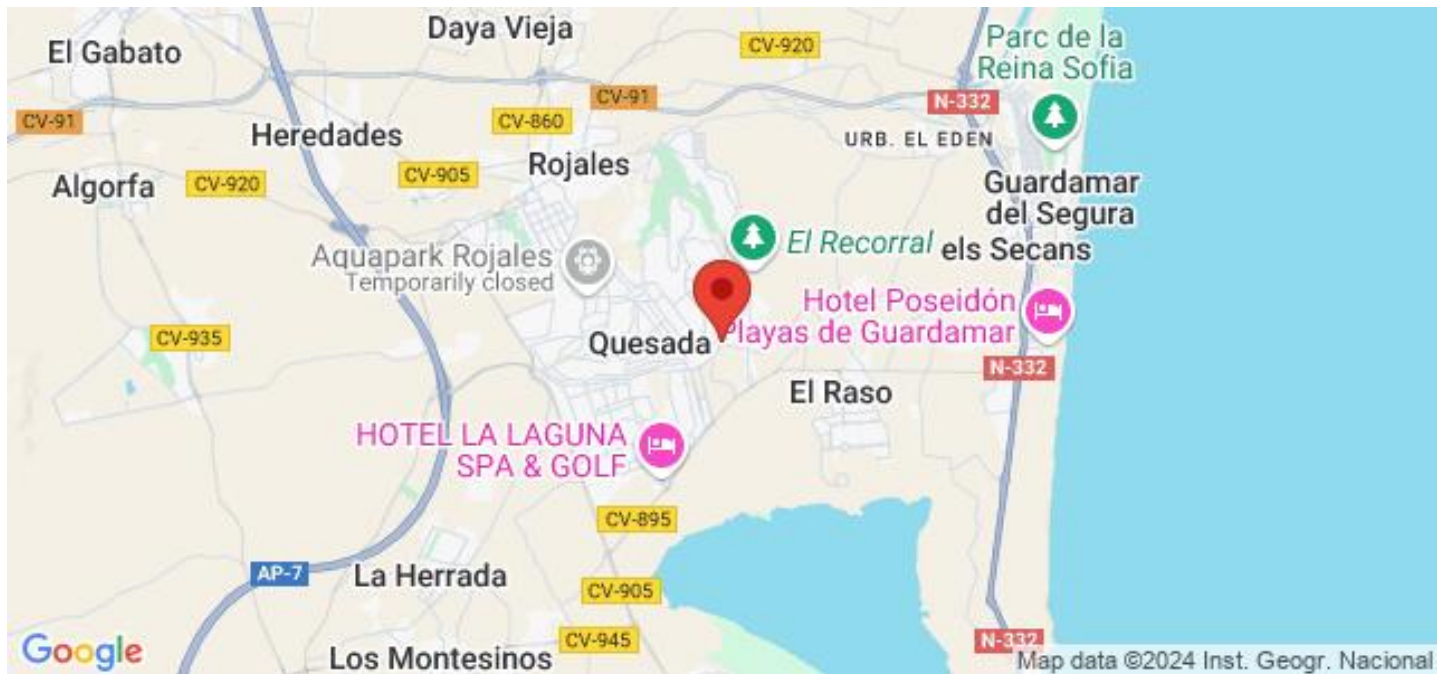 Daya Vieja
El Gabato
CV-920
Parc de la
Reina Sofia
CV-91
N-332
CV-91
CV-860
Heredades
URB. EL EDEN
Rojales
Algorfa
CV-920
CV-905
Guardamar
del Segura
El Recorral
els Secans
Aquapark Rojales
Temporarily closed
Hotel Poseidón
Playas de Guardamar
CV-935
Quesada
N-332
El Raso
HOTEL LA LAGUNA
SPA & GOLF
CV-895
AP-7
La Herrada
CV-905
CV-945
N-332
Los Montesinos
Google
Map data ©2024 Inst. Geogr. Nacional